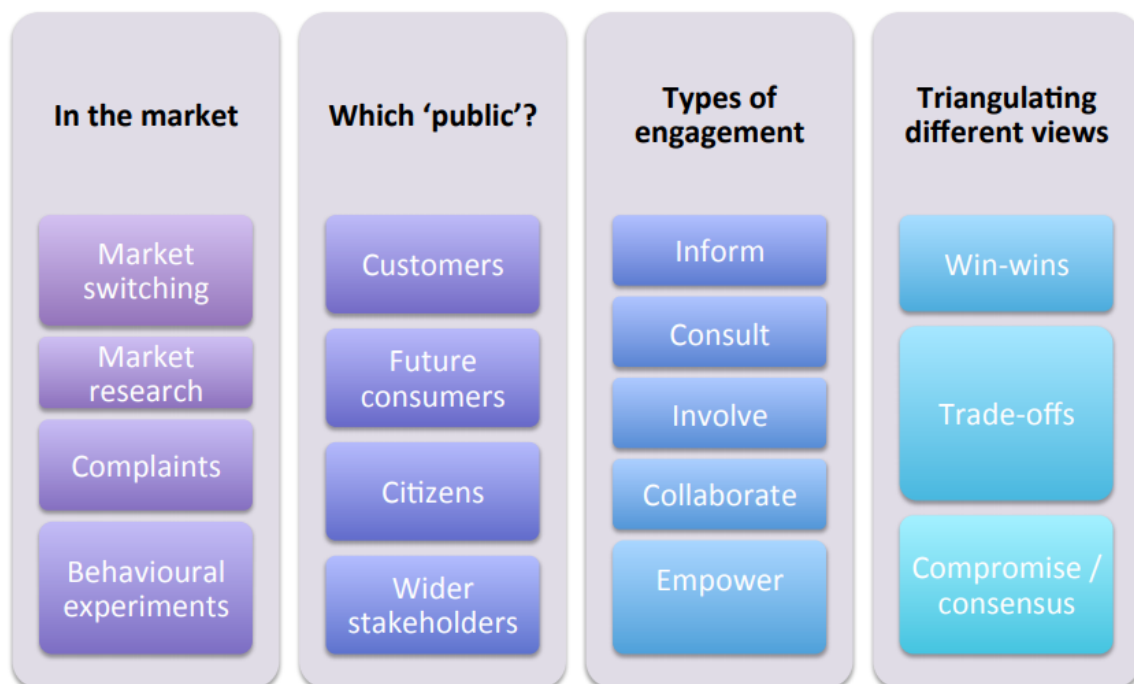 In the market
Market
switching
Market
research
Complaints
Behavioural
experiments
Which ‘public’?
Customers
Future
consumers
Citizens
Wider
stakeholders
Types of
engagement
Inform
Consult
Involve
Collaborate
Empower
Triangulating
different views
Win-wins
Trade-offs
Compromise /
consensus